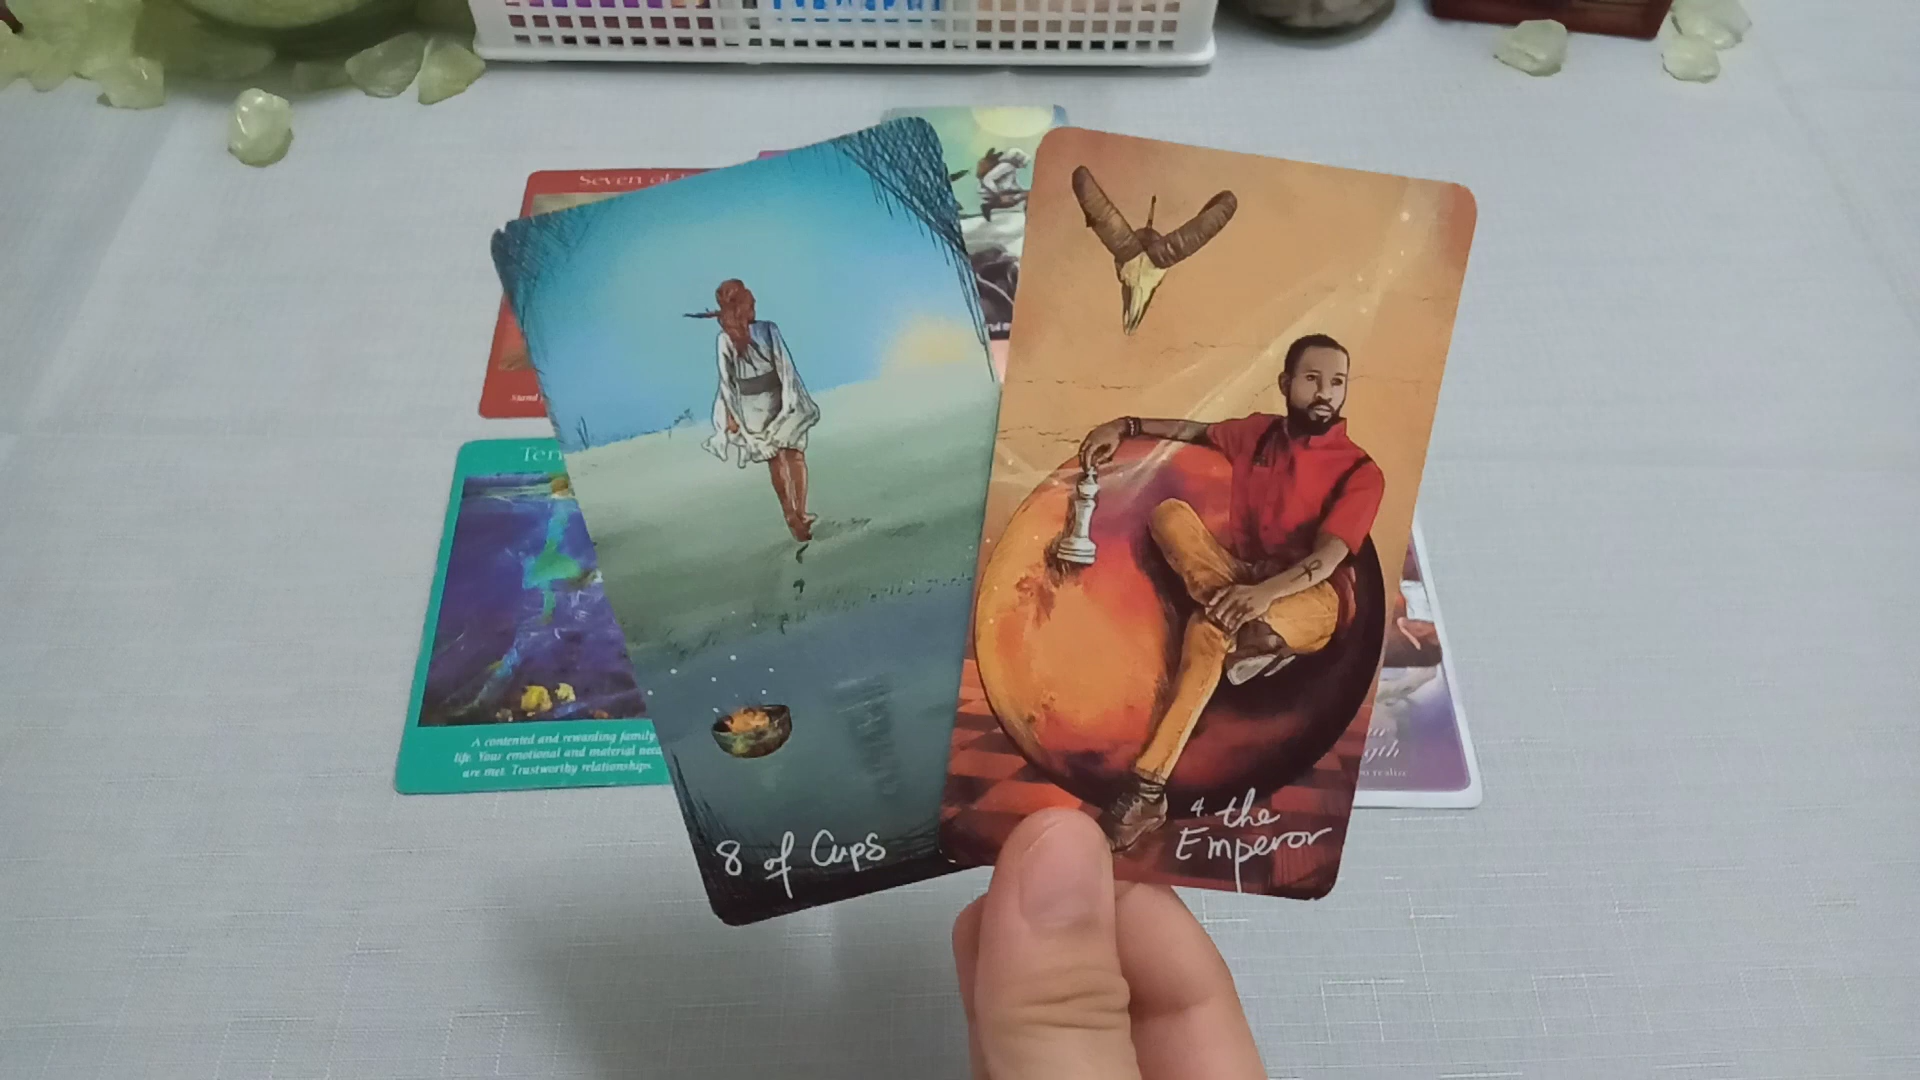 Seven of
Ten
A contented and rewarding family
life. Your emotional and material need
are met. Trustworthy relationships.
8 of Cups
4. the
Emperor